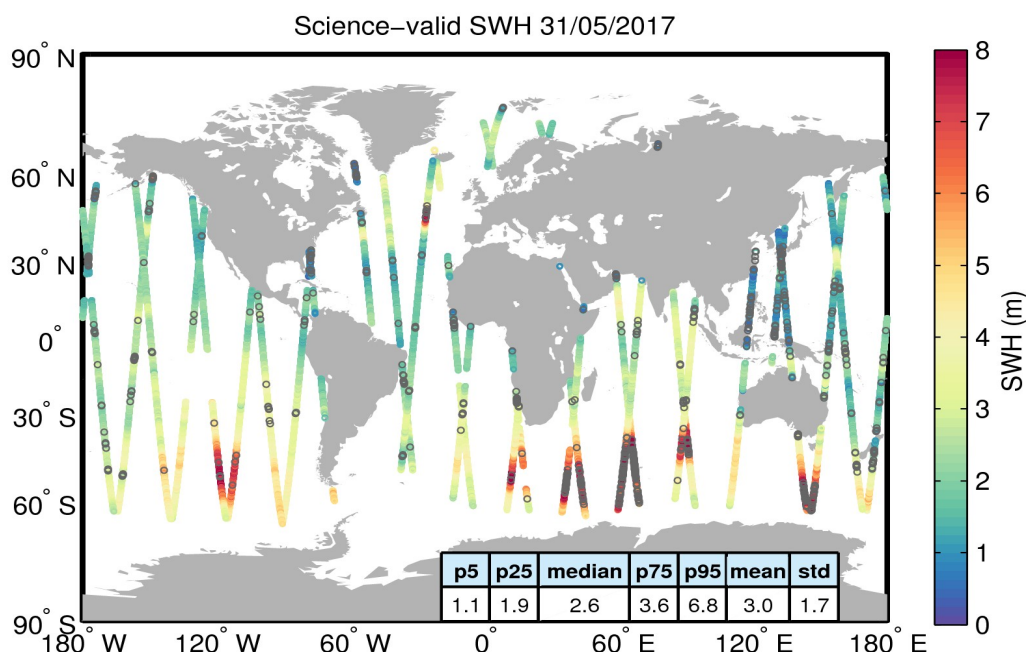 Science−valid SWH 31/05/2017
90° N
60° N
30° N
0°
30° S
60° S
90° S
180° W
120° W
60° W
0°
60° E
120° E
180° E
p5 p25 median p75 p95 mean std
1.1 1.9 2.6 3.6 6.8 3.0 1.7
8
7
6
5
4
3
2
1
0
SWH (m)